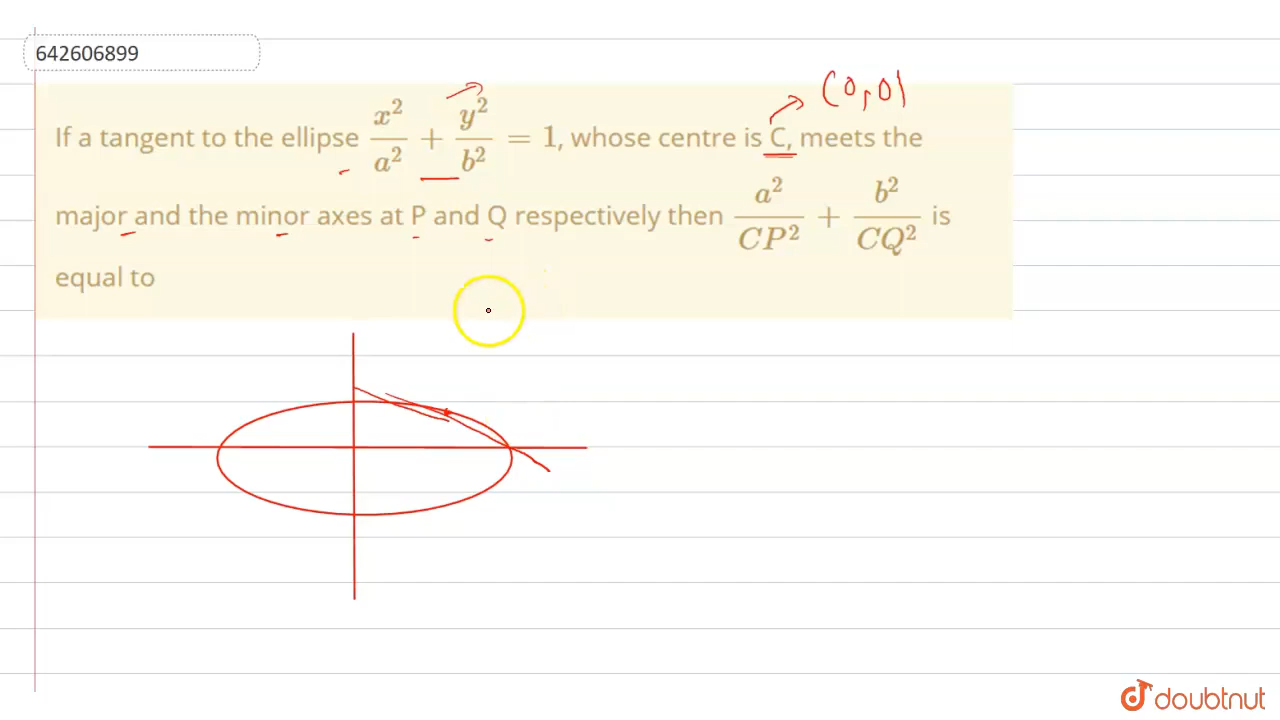 642606899
(0,0)
If a tangent to the ellipse x²/a² + y²/b² = 1, whose centre is C, meets the
major and the minor axes at P and Q respectively then a²/CP² + b²/CQ² is
equal to
doubtnut